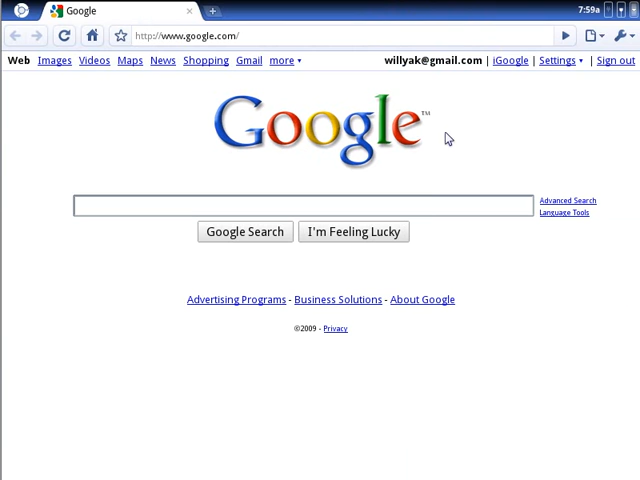 Google 7:59a
http://www.google.com/
Web Images Videos Maps News Shopping Gmail more ▾ willyak@gmail.com | iGoogle | Settings ▾ | Sign out
Google™
Advanced Search
Language Tools
Google Search I'm Feeling Lucky
Advertising Programs - Business Solutions - About Google
©2009 - Privacy